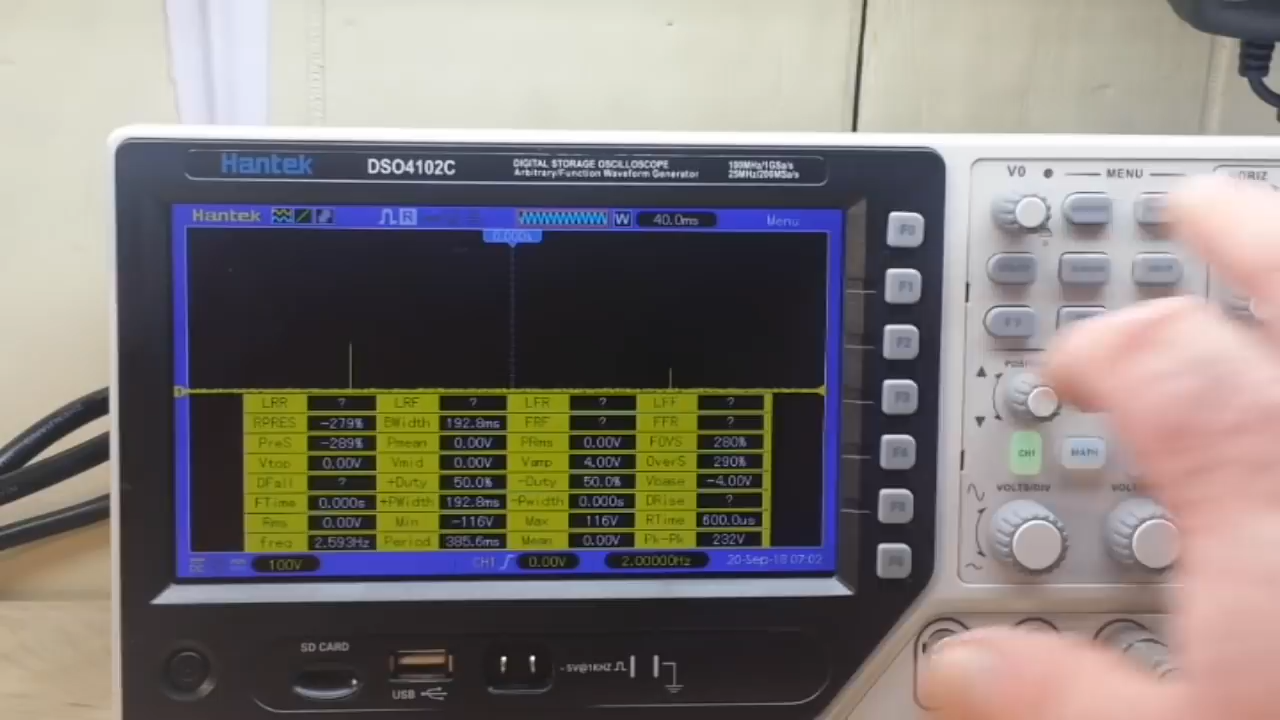 Hantek DSO4102C
DIGITAL STORAGE OSCILLOSCOPE
Arbitrary/Function Waveform Generator
100MHz/1GSa/s
25MHz/200MSa/s
V0 MENU
HORIZ
Hantek R W 40.0ms Menu
F0
F1
F2
LRR ? LRF ? LFR ? LFF ?
RPRES -279% BWidth 192.8ms FRF ? FFR ?
PreS -289% Pmean 0.00V PRms 0.00V FOVS 280%
Vtop 0.00V Vmid 0.00V Vamp 4.00V OverS 290%
DFall ? +Duty 50.0% -Duty 50.0% Vbase -4.00V
FTime 0.000s +PWidth 192.8ms -Pwidth 0.000s DRise ?
Rms 0.00V Min -116V Max 116V RTime 600.0us
freq 2.593Hz Period 385.6ms Mean 0.00V Pk-Pk 232V
100V CH1 0.00V 2.00000Hz 20-Sep-18 07:02
CH1 MATH
VOLTS/DIV
SD CARD
USB
~5V@1KHZ